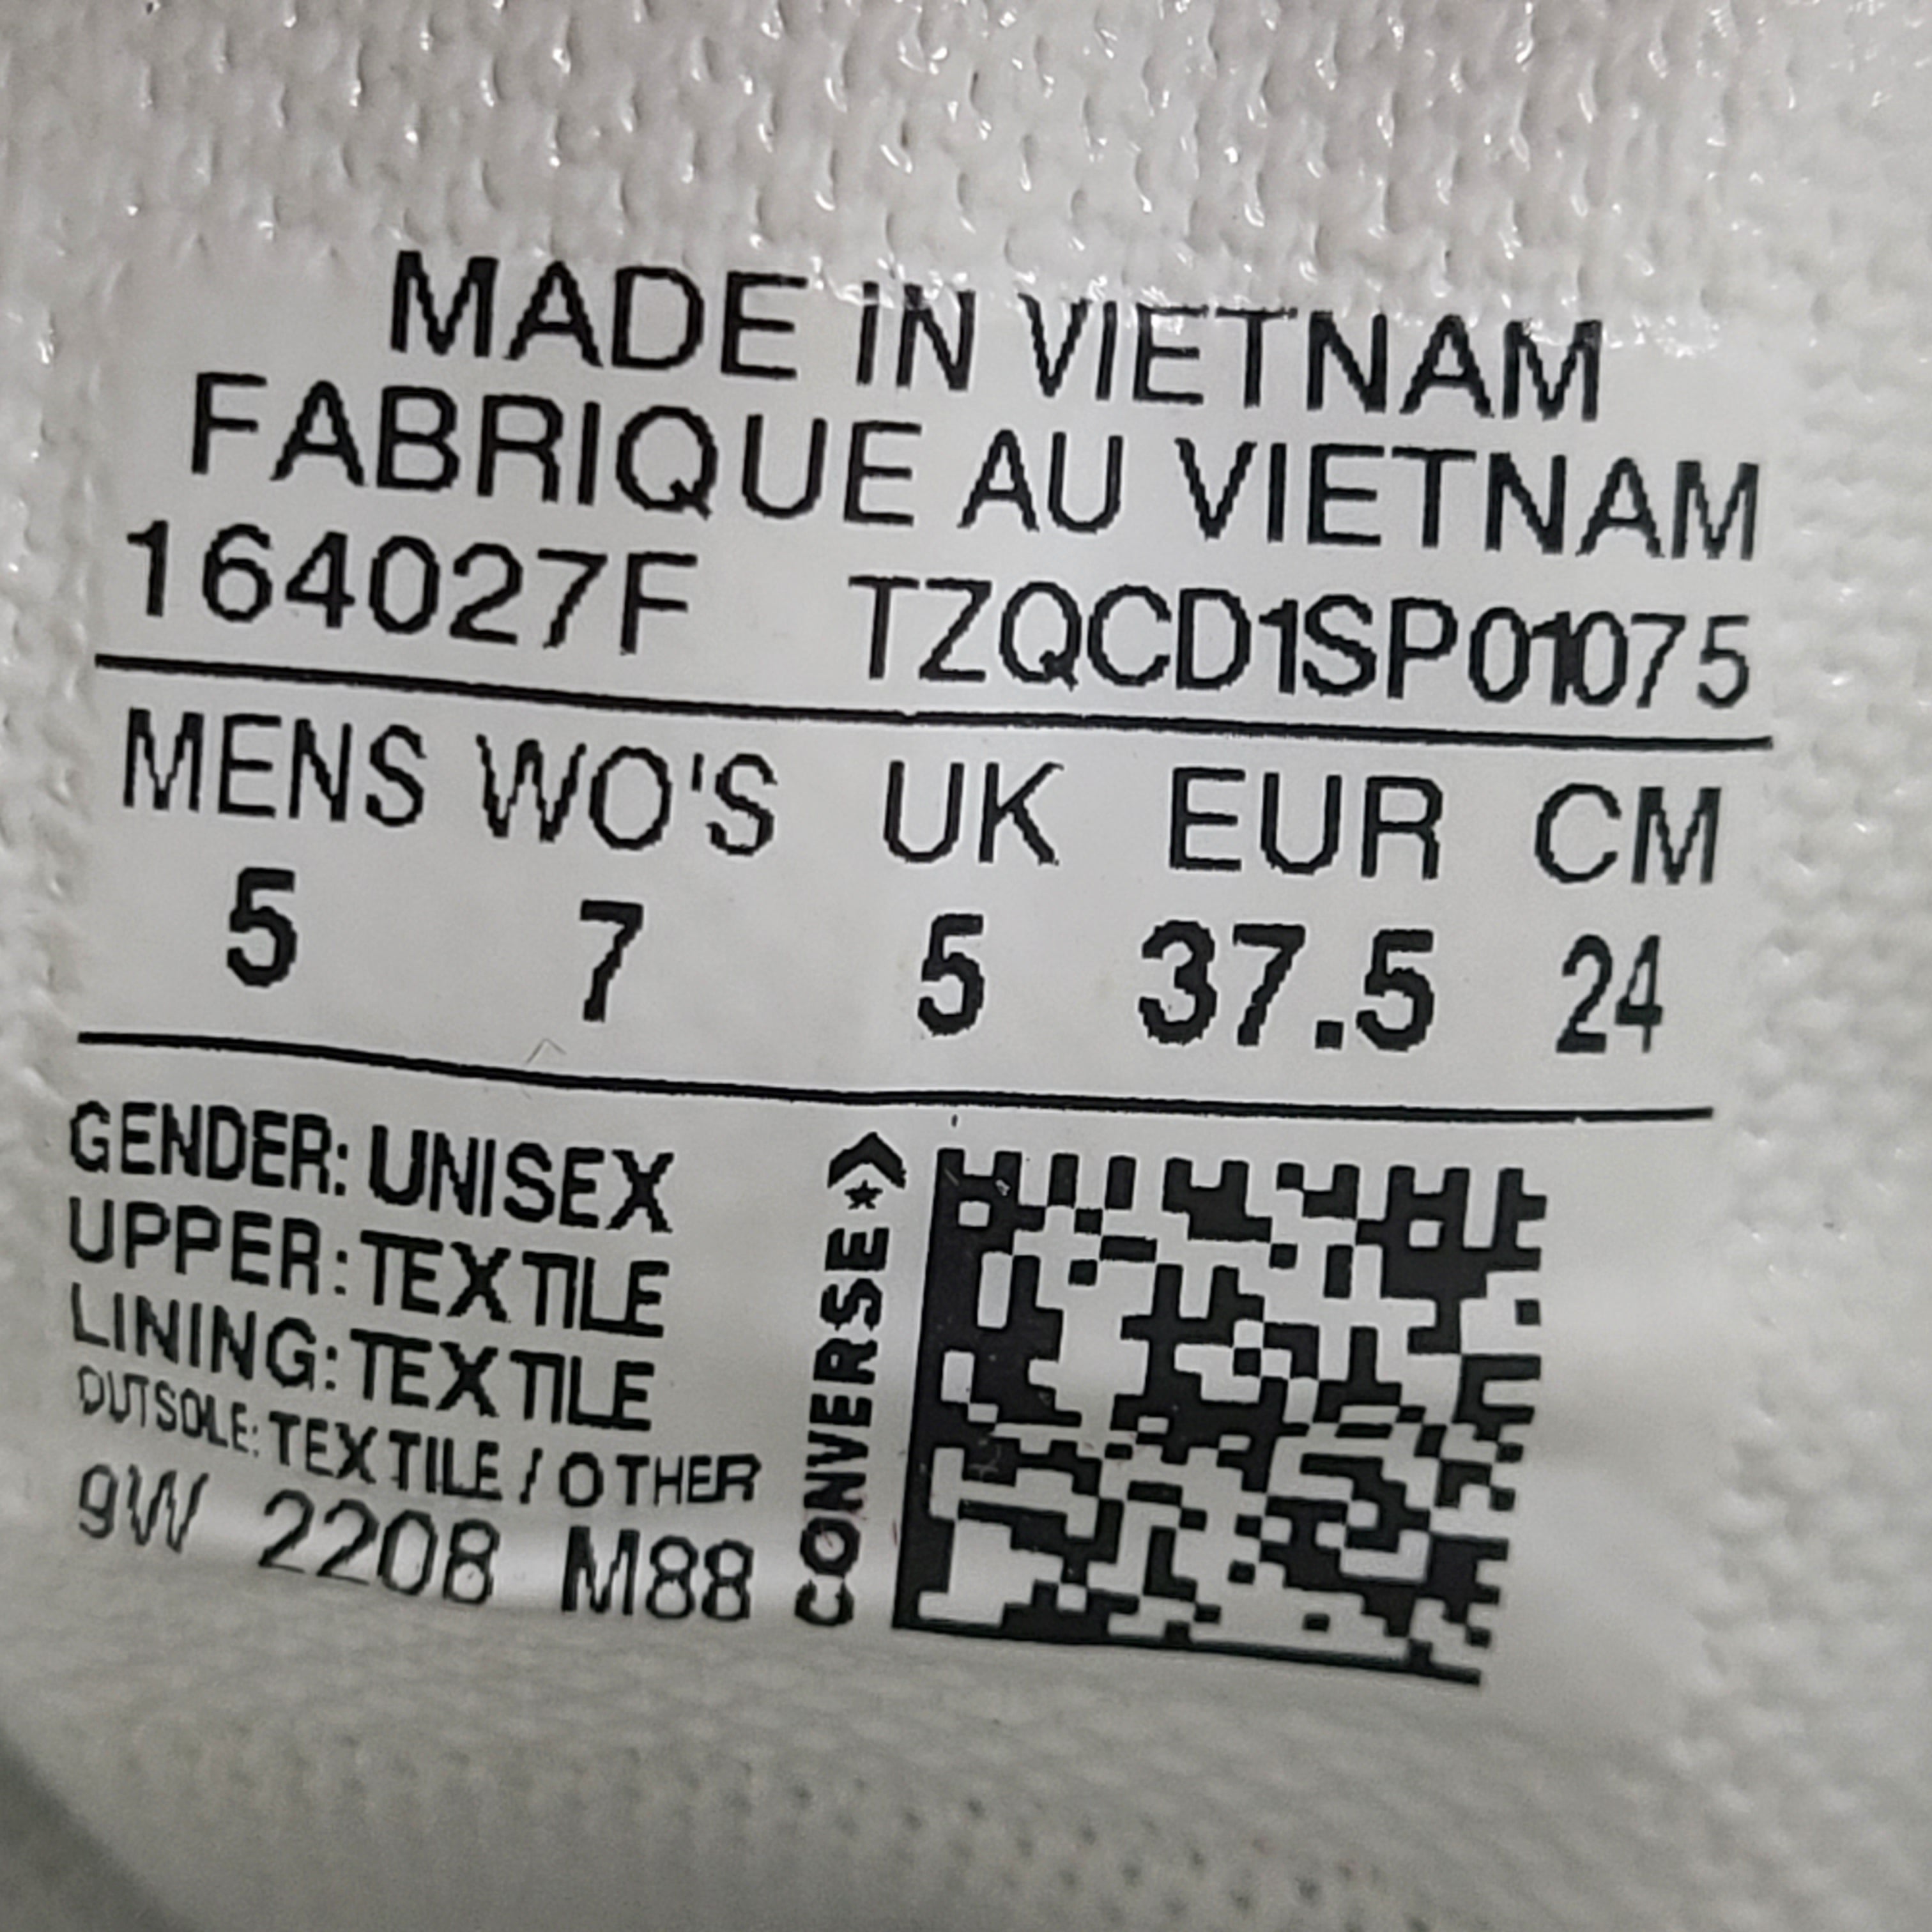 MADE IN VIETNAM
FABRIQUE AU VIETNAM
164027F TZQCD1SP01075
MENS WO'S UK EUR CM
5 7 5 37.5 24
GENDER: UNISEX
UPPER: TEXTILE
LINING: TEXTILE
OUTSOLE: TEXTILE / OTHER
gW 2208 M88
CONVERSE